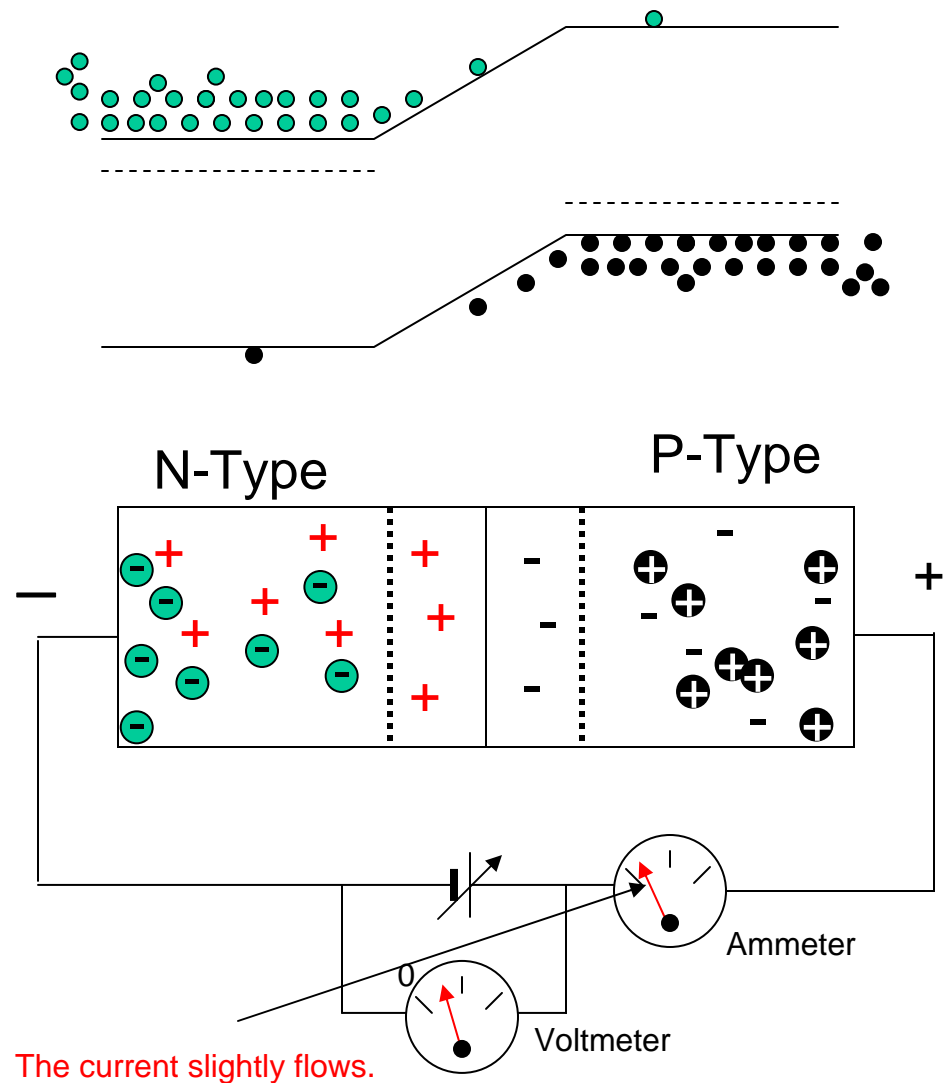 N-Type
P-Type
Ammeter
0
Voltmeter
The current slightly flows.